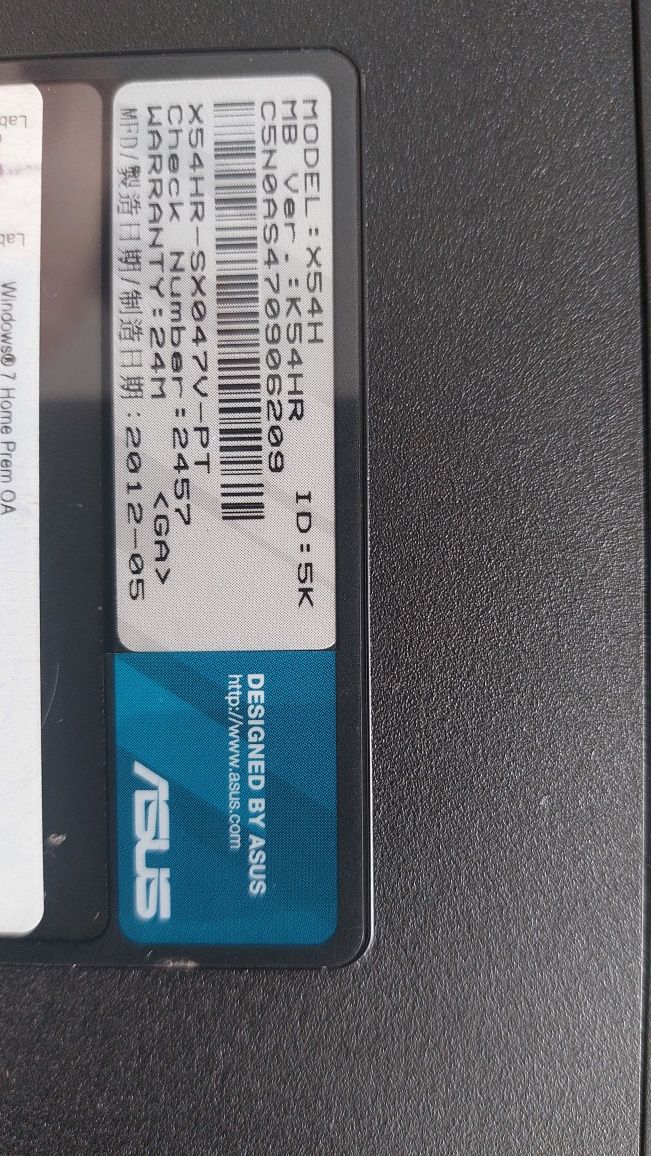 MODEL:X54H
MB Ver.:K54HR ID:5K
C5N0AS470906209
X54HR-SX047V-PT
Check Number:2457
WARRANTY:24M <GA>
MFD/製造日期/制造日期:2012-05
DESIGNED BY ASUS
http://www.asus.com
ASUS
Windows® 7 Home Prem OA